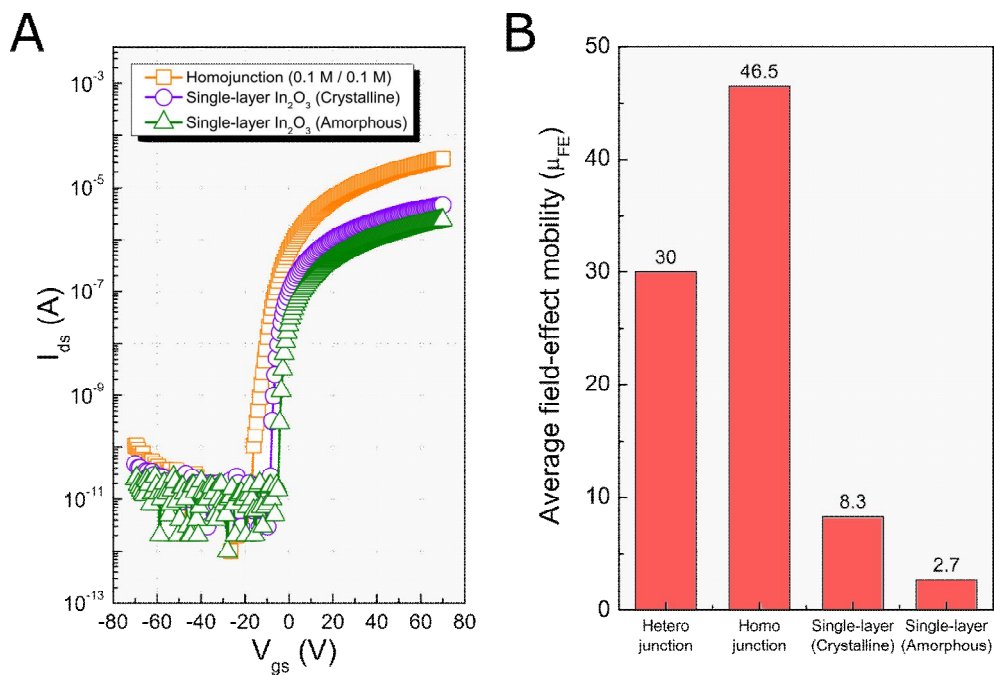 A
Homojunction (0.1 M / 0.1 M)
Single-layer In₂O₃ (Crystalline)
Single-layer In₂O₃ (Amorphous)
10⁻³
10⁻⁵
10⁻⁷
10⁻⁹
10⁻¹¹
10⁻¹³
I_ds (A)
-80 -60 -40 -20 0 20 40 60 80
V_gs (V)
B
50
40
30
20
10
0
Average field-effect mobility (μ_FE)
30
46.5
8.3
2.7
Hetero
junction
Homo
junction
Single-layer
(Crystalline)
Single-layer
(Amorphous)